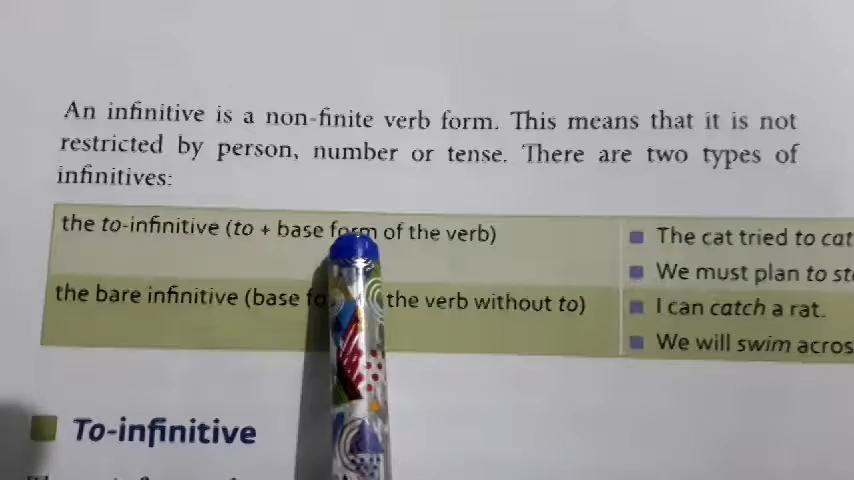 An infinitive is a non-finite verb form. This means that it is not
restricted by person, number or tense. There are two types of
infinitives:
the to-infinitive (to + base form of the verb)
The cat tried to cat
We must plan to st
the bare infinitive (base the verb without to)
I can catch a rat.
We will swim acros
To-infinitive